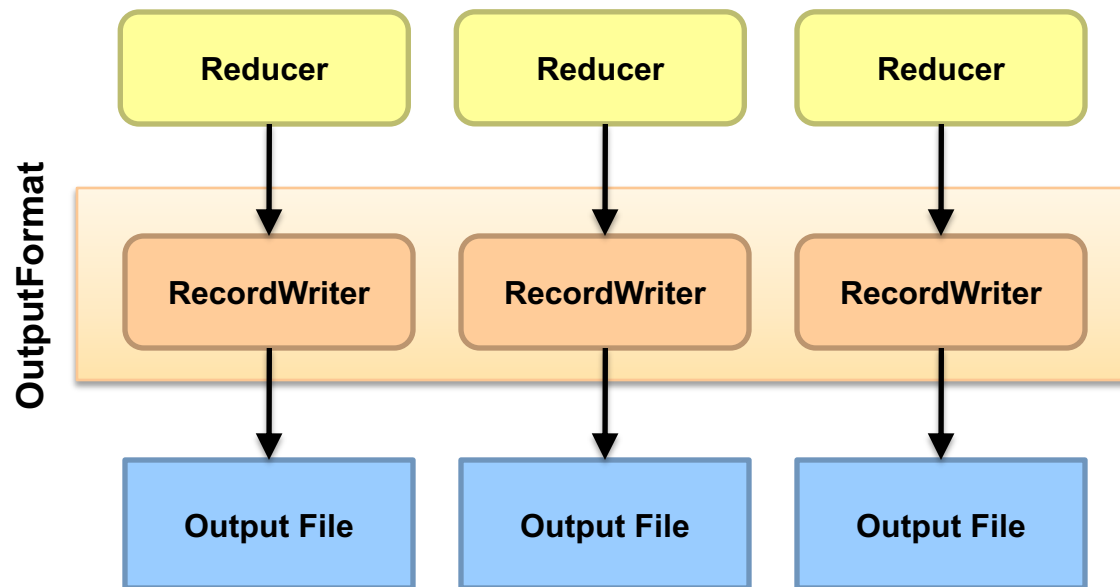 Reducer
Reducer
Reducer
OutputFormat
RecordWriter
RecordWriter
RecordWriter
Output File
Output File
Output File